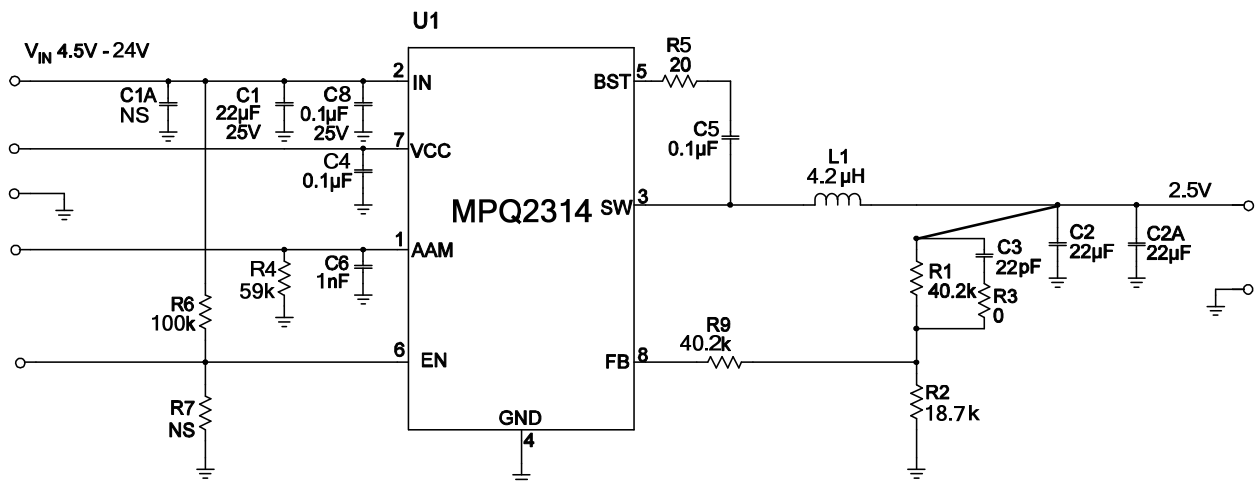 U1
V_IN 4.5V - 24V
C1A
NS
C1
22µF
25V
C8
0.1µF
25V
2
IN
7
VCC
C4
0.1µF
1
AAM
R4
59k
C6
1nF
R6
100k
6
EN
R7
NS
MPQ2314
GND
4
BST
5
R5
20
C5
0.1µF
SW
3
L1
4.2µH
2.5V
C3
22pF
R1
40.2k
R3
0
C2
22µF
C2A
22µF
FB
8
R9
40.2k
R2
18.7k